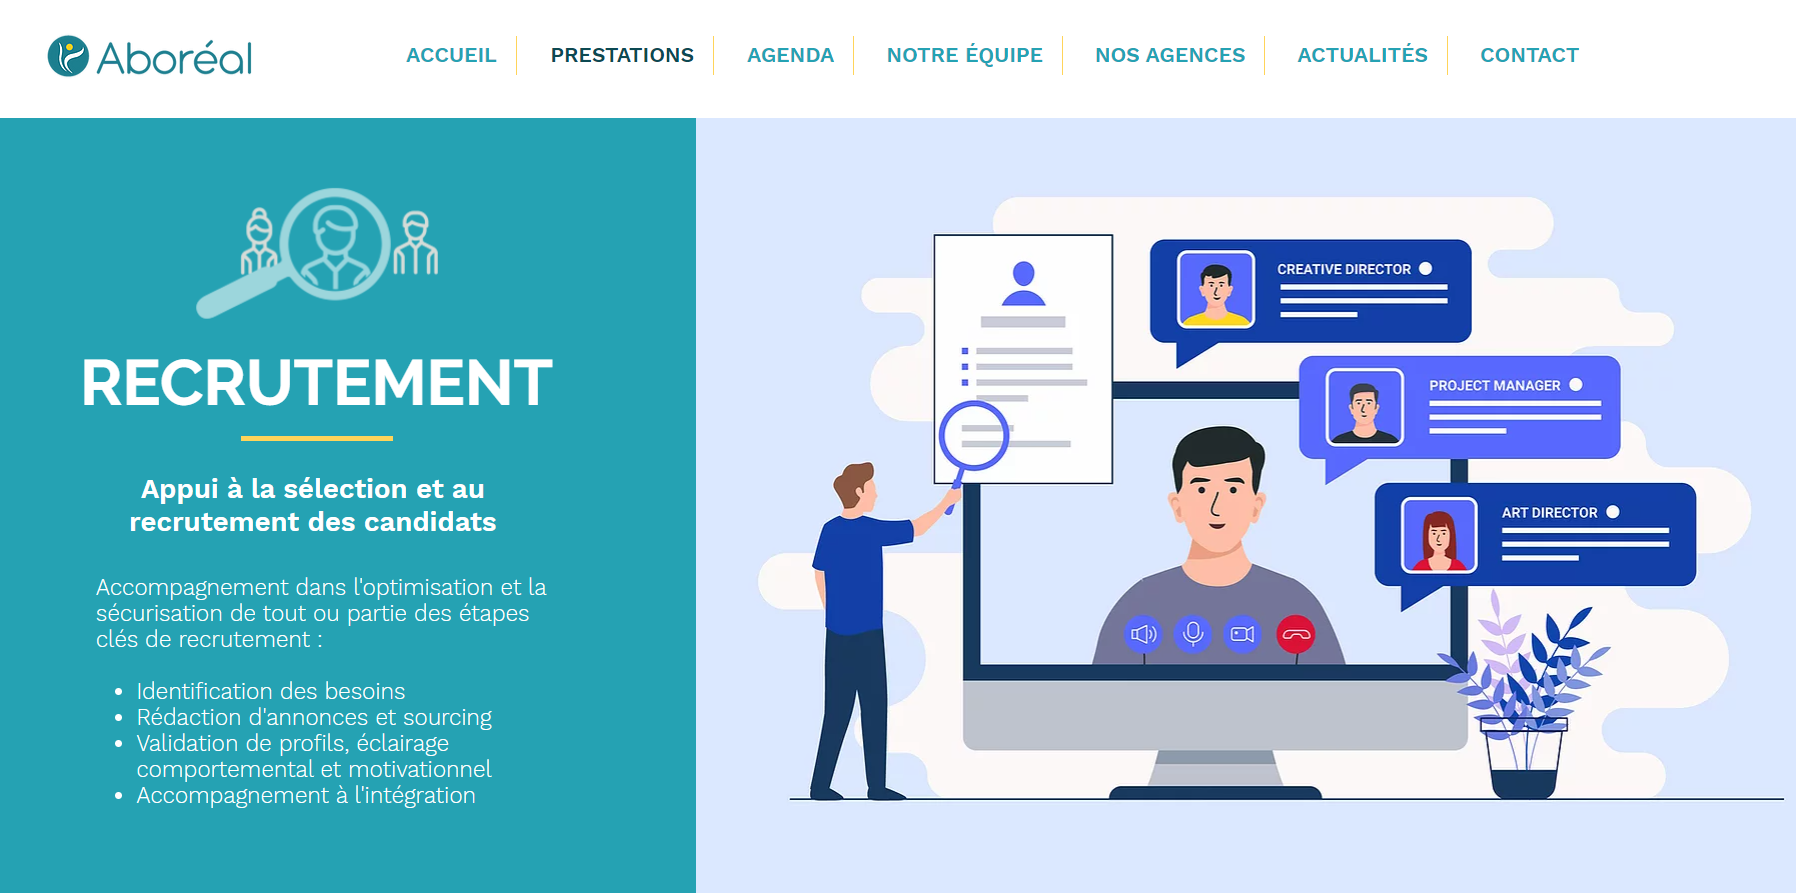 Aboréal
ACCUEIL
PRESTATIONS
AGENDA
NOTRE ÉQUIPE
NOS AGENCES
ACTUALITÉS
CONTACT
RECRUTEMENT
Appui à la sélection et au
recrutement des candidats
Accompagnement dans l'optimisation et la
sécurisation de tout ou partie des étapes
clés de recrutement :
• Identification des besoins
• Rédaction d'annonces et sourcing
• Validation de profils, éclairage
comportemental et motivationnel
• Accompagnement à l'intégration
CREATIVE DIRECTOR
PROJECT MANAGER
ART DIRECTOR